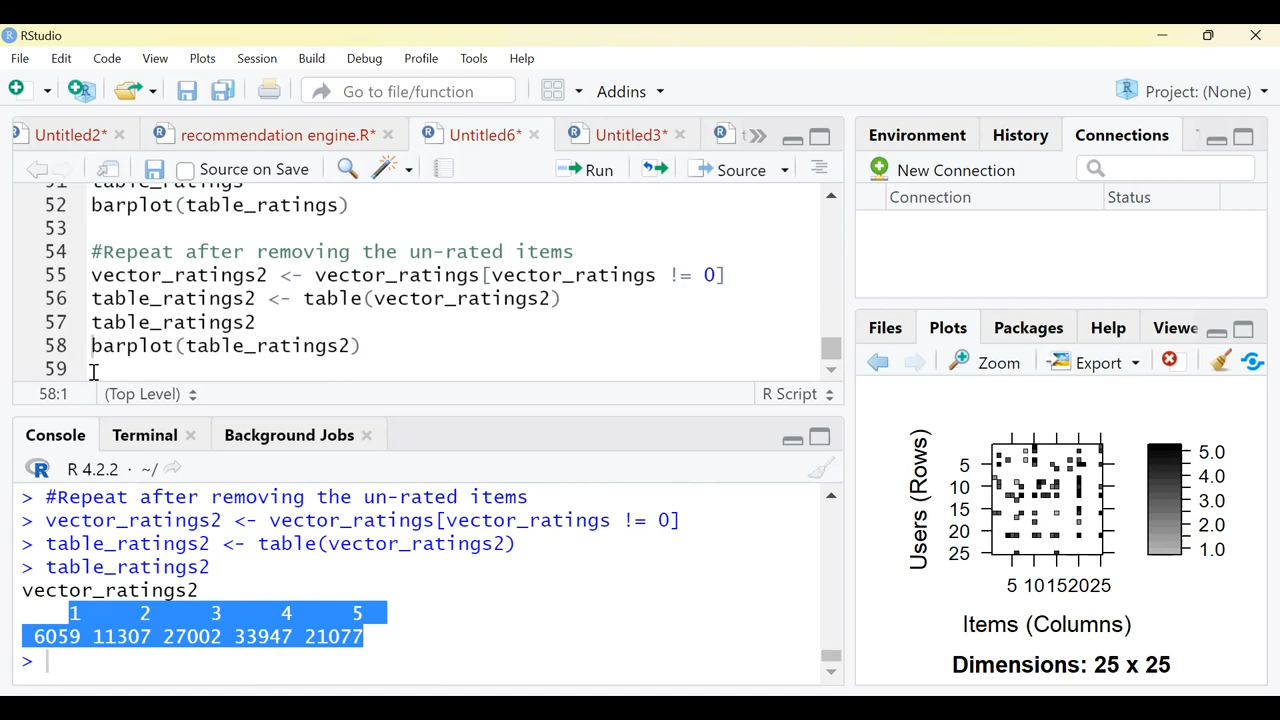 RStudio
File Edit Code View Plots Session Build Debug Profile Tools Help
Go to file/function Addins Project: (None)
Untitled2* recommendation engine.R* Untitled6* Untitled3* t
Source on Save Run Source
51 table_ratings
52 barplot(table_ratings)
53
54 #Repeat after removing the un-rated items
55 vector_ratings2 <- vector_ratings[vector_ratings != 0]
56 table_ratings2 <- table(vector_ratings2)
57 table_ratings2
58 barplot(table_ratings2)
59
58:1 (Top Level) R Script
Console Terminal Background Jobs
R 4.2.2 · ~/
> #Repeat after removing the un-rated items
> vector_ratings2 <- vector_ratings[vector_ratings != 0]
> table_ratings2 <- table(vector_ratings2)
> table_ratings2
vector_ratings2
1 2 3 4 5
6059 11307 27002 33947 21077
>
Environment History Connections
New Connection
Connection Status
Files Plots Packages Help Viewe
Zoom Export
Users (Rows)
5
10
15
20
25
5 10152025
Items (Columns)
Dimensions: 25 x 25
5.0
4.0
3.0
2.0
1.0